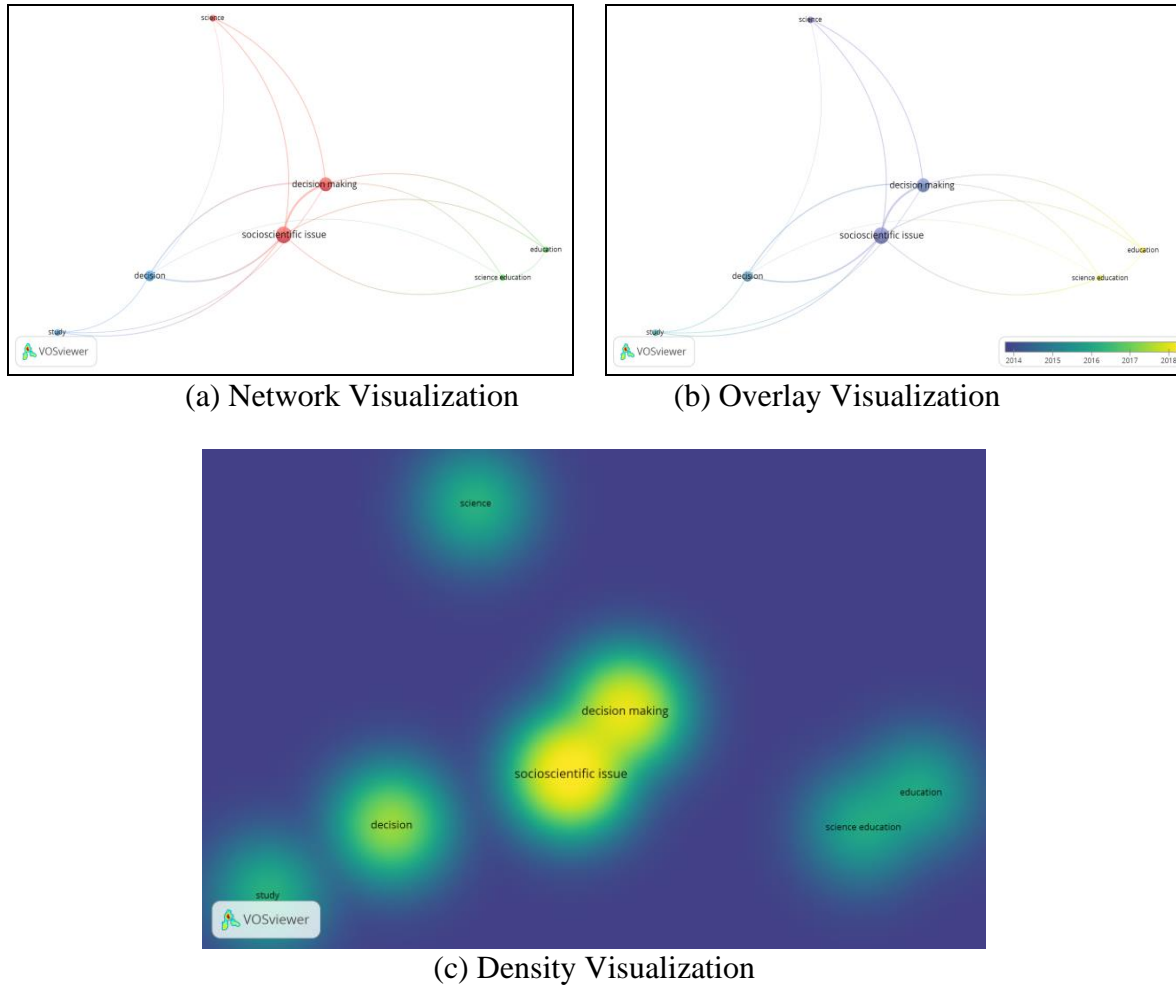 science
decision making
socioscientific issue
education
decision
science education
study
VOSviewer
(a) Network Visualization
science
decision making
socioscientific issue
education
decision
science education
study
VOSviewer
2014 2015 2016 2017 2018
(b) Overlay Visualization
science
decision making
socioscientific issue
education
decision
science education
study
VOSviewer
(c) Density Visualization